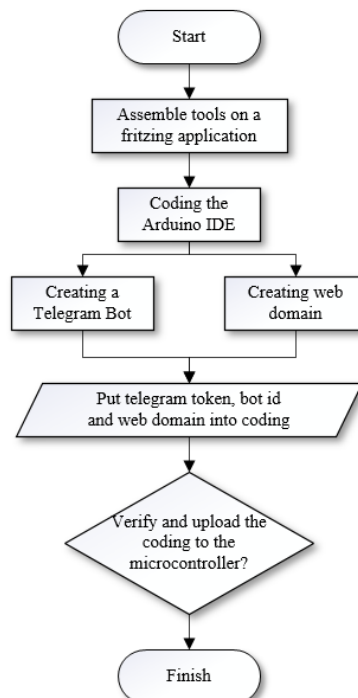 Start
Assemble tools on a
fritzing application
Coding the
Arduino IDE
Creating a
Telegram Bot
Creating web
domain
Put telegram token, bot id
and web domain into coding
Verify and upload the
coding to the
microcontroller?
Finish